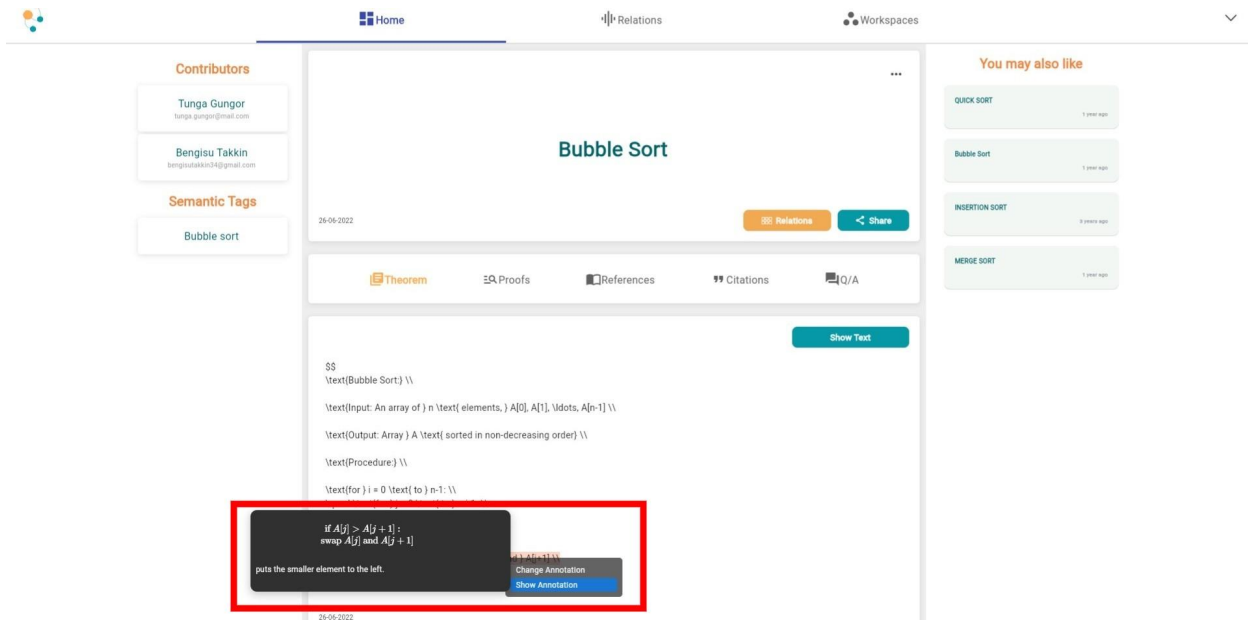 Home
Relations
Workspaces
Contributors
Tunga Gungor
tunga.gungor@mail.com
Bengisu Takkin
bengisutakkin34@gmail.com
Semantic Tags
Bubble sort
Bubble Sort
26-06-2022
Relations
Share
Theorem
Proofs
References
Citations
Q/A
Show Text
$$
\text{Bubble Sort:} \\
\text{Input: An array of } n \text{ elements, } A[0], A[1], \ldots, A[n-1] \\
\text{Output: Array } A \text{ sorted in non-decreasing order} \\
\text{Procedure:} \\
\text{for } i = 0 \text{ to } n-1: \\
if A[j] > A[j + 1] :
swap A[j] and A[j + 1]
puts the smaller element to the left.
} A[j+1] \\
Change Annotation
Show Annotation
26-06-2022
You may also like
QUICK SORT
1 year ago
Bubble Sort
1 year ago
INSERTION SORT
3 years ago
MERGE SORT
1 year ago